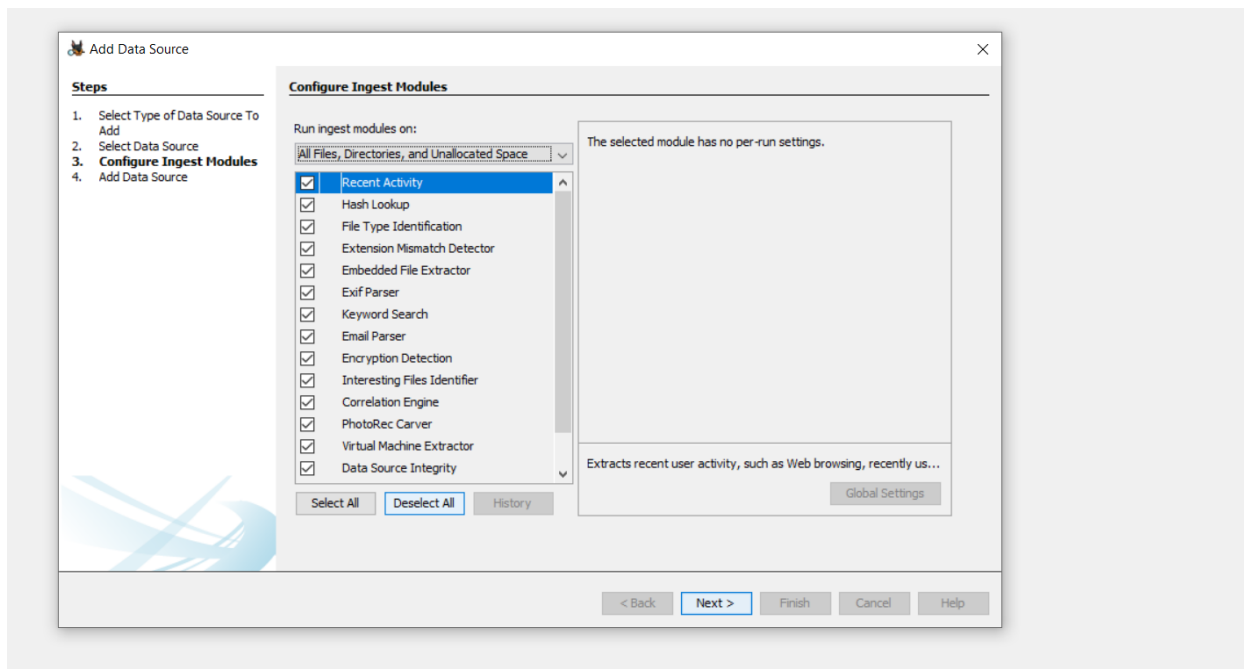 Add Data Source
Steps
1. Select Type of Data Source To
Add
2. Select Data Source
3. Configure Ingest Modules
4. Add Data Source
Configure Ingest Modules
Run ingest modules on:
All Files, Directories, and Unallocated Space
Recent Activity
Hash Lookup
File Type Identification
Extension Mismatch Detector
Embedded File Extractor
Exif Parser
Keyword Search
Email Parser
Encryption Detection
Interesting Files Identifier
Correlation Engine
PhotoRec Carver
Virtual Machine Extractor
Data Source Integrity
Select All
Deselect All
History
The selected module has no per-run settings.
Extracts recent user activity, such as Web browsing, recently us...
Global Settings
< Back
Next >
Finish
Cancel
Help